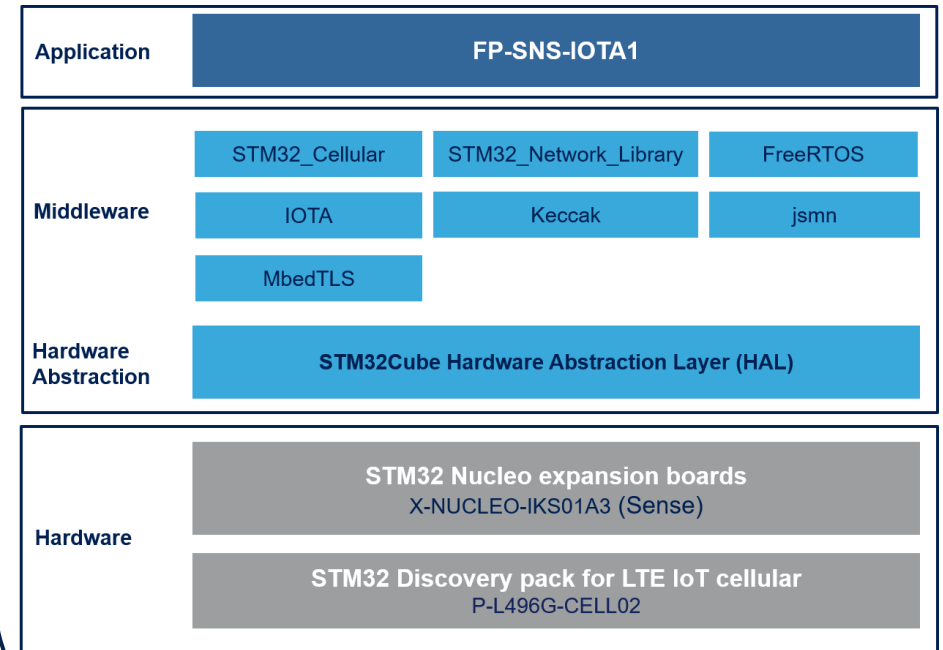 Application
FP-SNS-IOTA1
Middleware
STM32_Cellular
STM32_Network_Library
FreeRTOS
IOTA
Keccak
jsmn
MbedTLS
Hardware
Abstraction
STM32Cube Hardware Abstraction Layer (HAL)
Hardware
STM32 Nucleo expansion boards
X-NUCLEO-IKS01A3 (Sense)
STM32 Discovery pack for LTE IoT cellular
P-L496G-CELL02